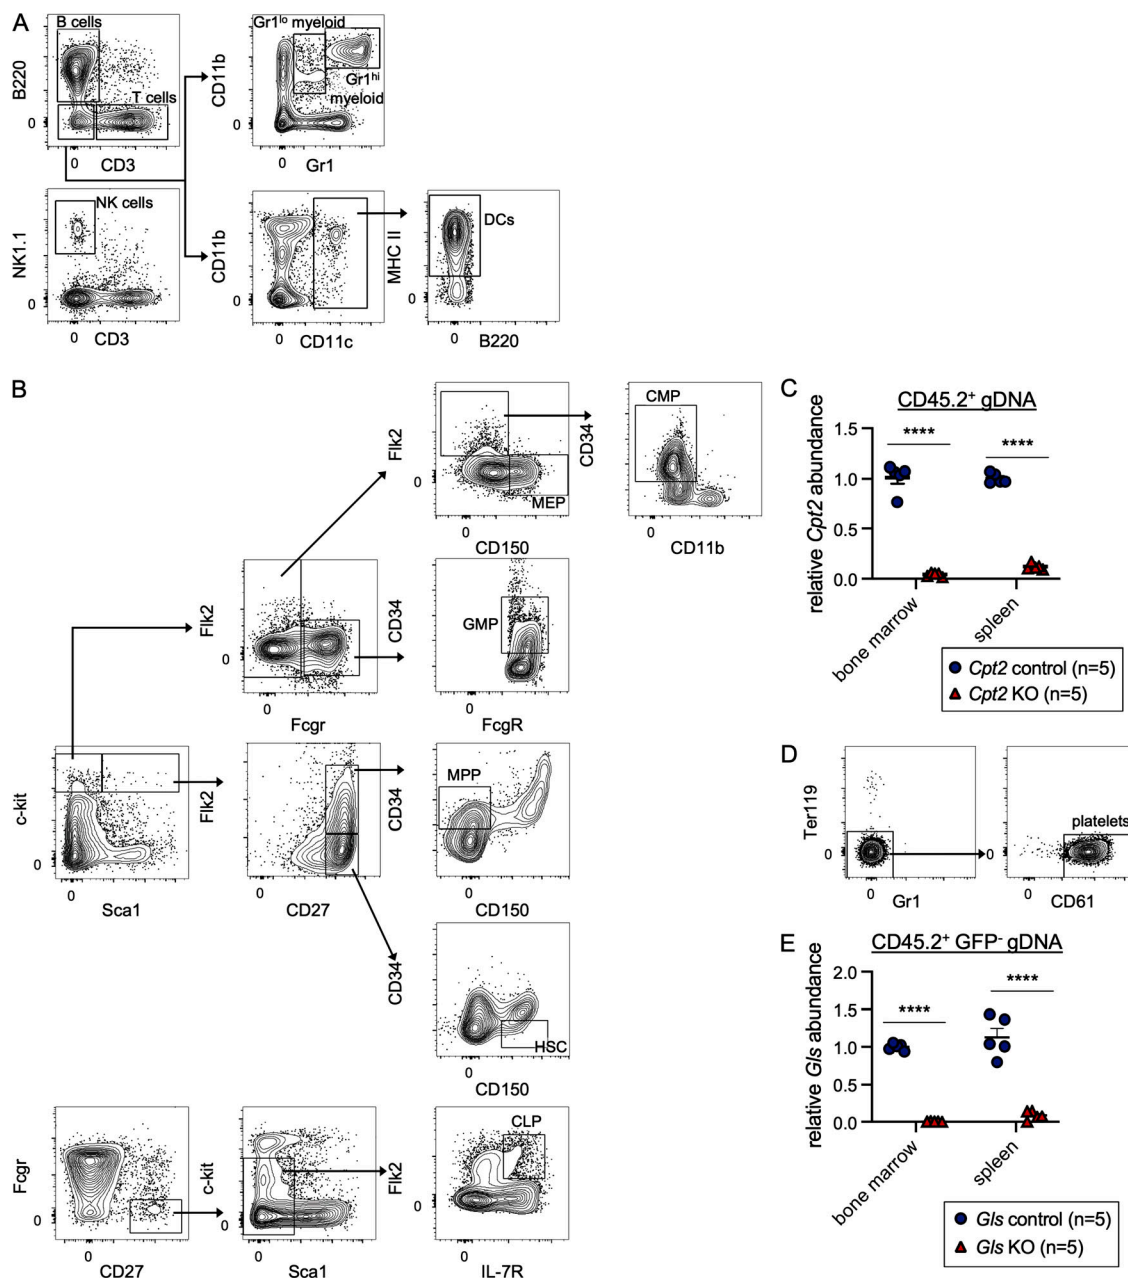 A
B cells
T cells
B220
0
0
CD3
Gr1lo myeloid
Gr1hi
myeloid
CD11b
0
0
Gr1
NK cells
NK1.1
0
0
CD3
CD11b
0
0
CD11c
DCs
MHC II
0
0
B220
B
Flk2
0
MEP
0
CD150
CMP
CD34
0
CD11b
Flk2
0
0
Fcgr
GMP
CD34
0
FcgR
c-kit
0
0
Sca1
Flk2
0
CD27
MPP
CD34
0
CD150
CD34
HSC
0
CD150
Fcgr
0
0
CD27
c-kit
0
0
Sca1
CLP
Flk2
0
0
IL-7R
C
CD45.2+ gDNA
relative Cpt2 abundance
1.5
1.0
0.5
0.0
****
****
bone marrow
spleen
Cpt2 control (n=5)
Cpt2 KO (n=5)
D
Ter119
0
0
Gr1
platelets
0
0
CD61
E
CD45.2+ GFP- gDNA
relative Gls abundance
2.0
1.5
1.0
0.5
0.0
****
****
bone marrow
spleen
Gls control (n=5)
Gls KO (n=5)